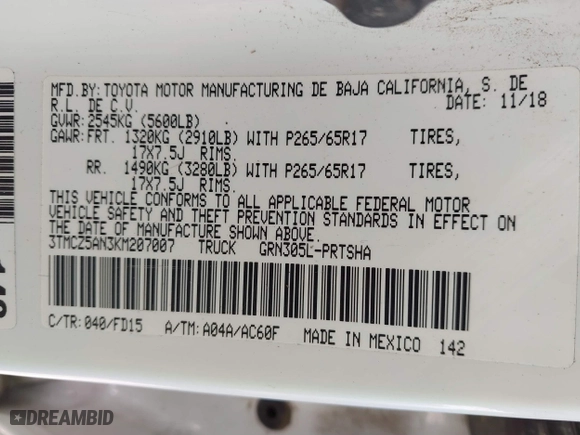 MFD.BY: TOYOTA MOTOR MANUFACTURING DE BAJA CALIFORNIA, S. DE
R.L. DE C.V. DATE: 11/18
GVWR: 2545KG (5600LB)
GAWR: FRT. 1320KG (2910LB) WITH P265/65R17 TIRES,
17X7.5J RIMS.
RR. 1490KG (3280LB) WITH P265/65R17 TIRES,
17X7.5J RIMS.
THIS VEHICLE CONFORMS TO ALL APPLICABLE FEDERAL MOTOR
VEHICLE SAFETY AND THEFT PREVENTION STANDARDS IN EFFECT ON
THE DATE OF MANUFACTURE SHOWN ABOVE.
3TMCZ5AN3KM207007 TRUCK GRN305L-PRTSHA
C/TR: 040/FD15 A/TM: A04A/AC60F MADE IN MEXICO 142
DREAMBID